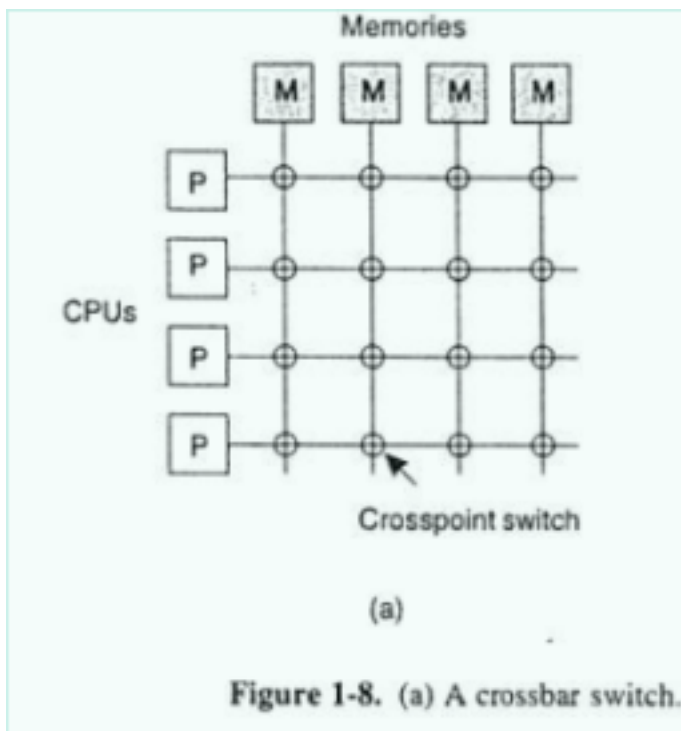 Memories
M M M M
P
P
CPUs
P
P
Crosspoint switch
(a)
Figure 1-8. (a) A crossbar switch.